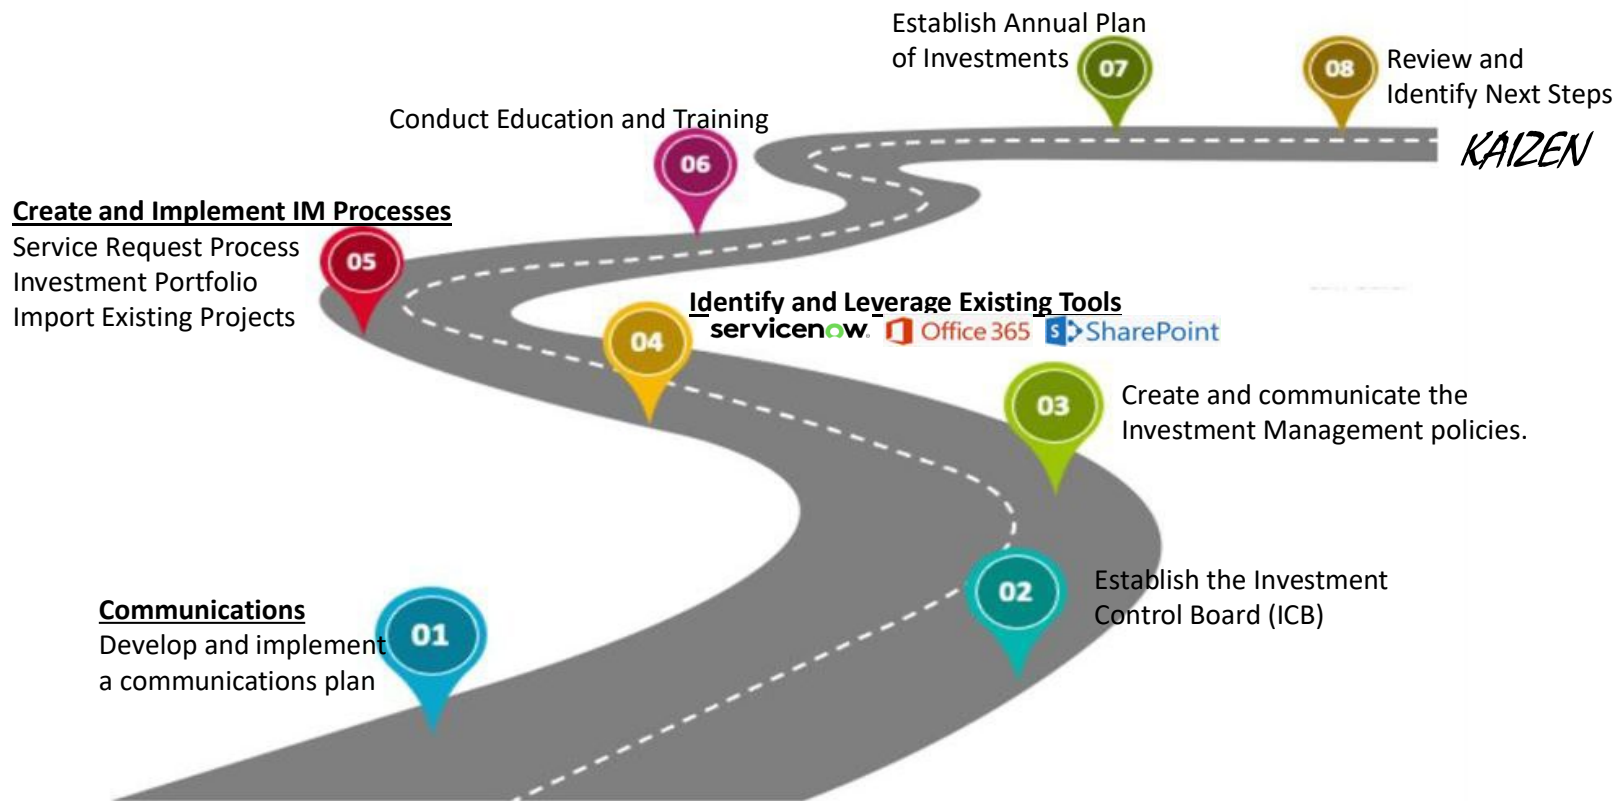 Establish Annual Plan
of Investments
07
08
Review and
Identify Next Steps
KAIZEN
Conduct Education and Training
06
Create and Implement IM Processes
Service Request Process
Investment Portfolio
Import Existing Projects
05
Identify and Leverage Existing Tools
servicenow. Office 365 S SharePoint
04
03
Create and communicate the
Investment Management policies.
02
Establish the Investment
Control Board (ICB)
Communications
Develop and implement
a communications plan
01